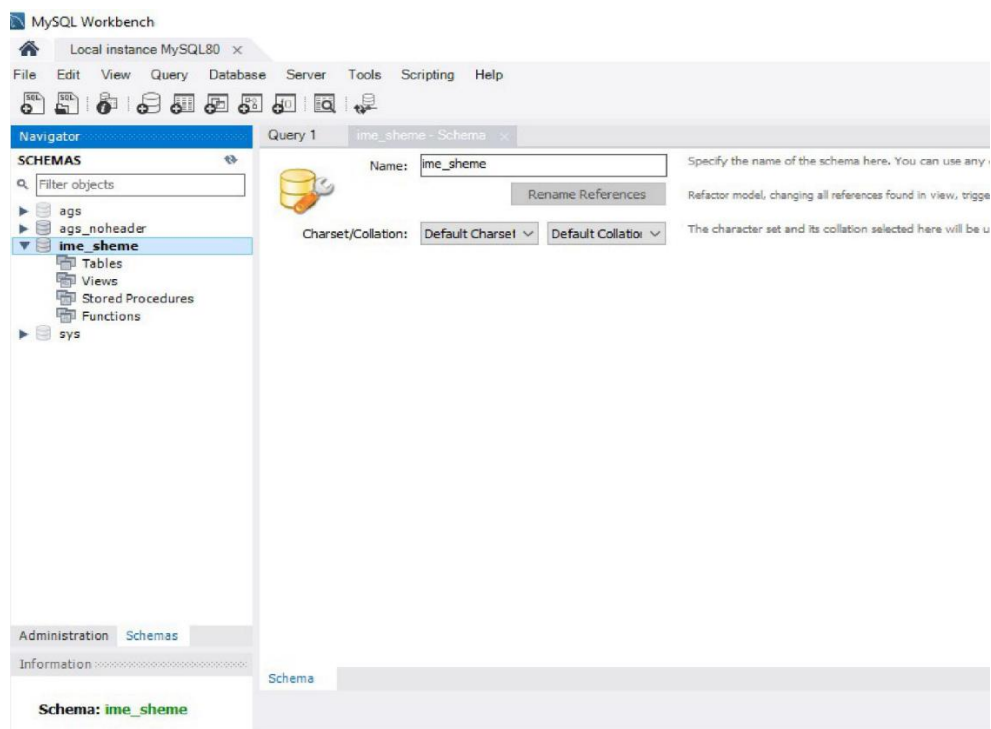 MySQL Workbench
Local instance MySQL80 ×
File Edit View Query Database Server Tools Scripting Help
Navigator
SCHEMAS
Filter objects
ags
ags_noheader
ime_sheme
Tables
Views
Stored Procedures
Functions
sys
Administration Schemas
Information
Schema: ime_sheme
Query 1 ime_sheme - Schema ×
Name: ime_sheme
Specify the name of the schema here. You can use any
Rename References
Refactor model, changing all references found in view, trigge
Charset/Collation: Default Charset Default Collation
The character set and its collation selected here will be u
Schema